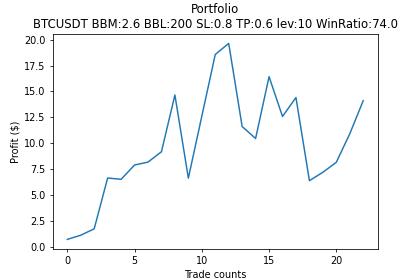 Portfolio
BTCUSDT BBM:2.6 BBL:200 SL:0.8 TP:0.6 lev:10 WinRatio:74.0
20.0
17.5
15.0
12.5
10.0
7.5
5.0
2.5
0.0
Profit ($)
0 5 10 15 20
Trade counts